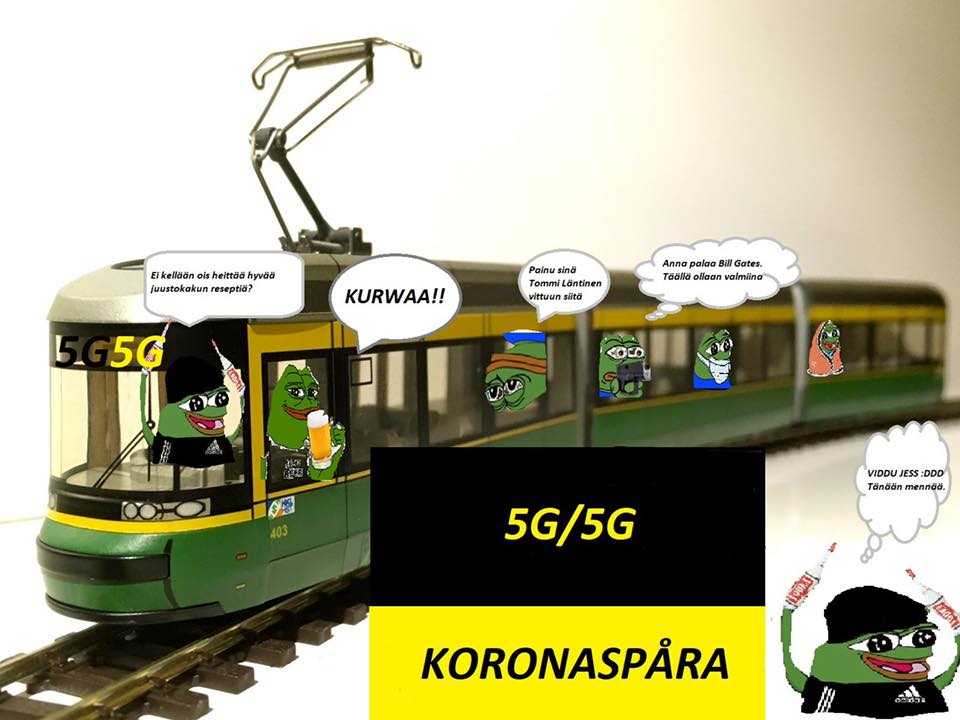 Ei kellään ois heittää hyvää
juustokakun reseptiä?
KURWAA!!
Painu sinä
Tommi Läntinen
vittuun siitä
Anna palaa Bill Gates.
Täällä ollaan valmiina
5G5G
403
5G/5G
KORONASPÅRA
VIDDU JESS :DDD
Tänään mennää.
adidas